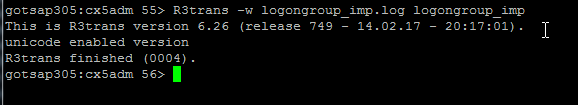 gotsap305:cx5adm 55> R3trans -w logongroup_imp.log logongroup_imp
This is R3trans version 6.26 (release 749 - 14.02.17 - 20:17:01).
unicode enabled version
R3trans finished (0004).
gotsap305:cx5adm 56>